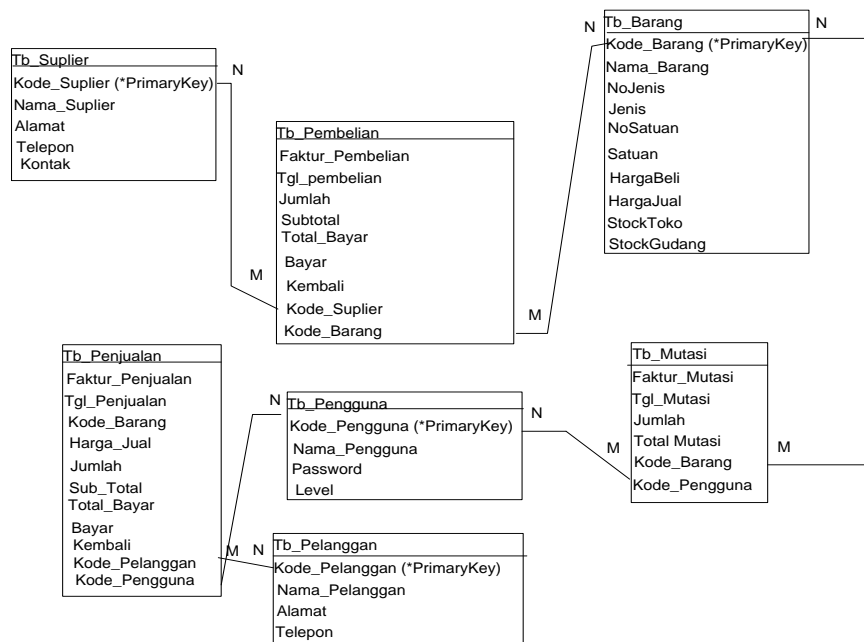 Tb_Suplier
Kode_Suplier (*PrimaryKey)
Nama_Suplier
Alamat
Telepon
Kontak
N
M
Tb_Pembelian
Faktur_Pembelian
Tgl_pembelian
Jumlah
Subtotal
Total_Bayar
Bayar
Kembali
Kode_Suplier
Kode_Barang
N
M
Tb_Barang
N
Kode_Barang (*PrimaryKey)
Nama_Barang
NoJenis
Jenis
NoSatuan
Satuan
HargaBeli
HargaJual
StockToko
StockGudang
Tb_Penjualan
Faktur_Penjualan
Tgl_Penjualan
Kode_Barang
Harga_Jual
Jumlah
Sub_Total
Total_Bayar
Bayar
Kembali
Kode_Pelanggan
Kode_Pengguna
N
M
N
Tb_Pengguna
Kode_Pengguna (*PrimaryKey)
Nama_Pengguna
Password
Level
N
M
Tb_Pelanggan
Kode_Pelanggan (*PrimaryKey)
Nama_Pelanggan
Alamat
Telepon
Tb_Mutasi
Faktur_Mutasi
Tgl_Mutasi
Jumlah
Total Mutasi
Kode_Barang
Kode_Pengguna
M